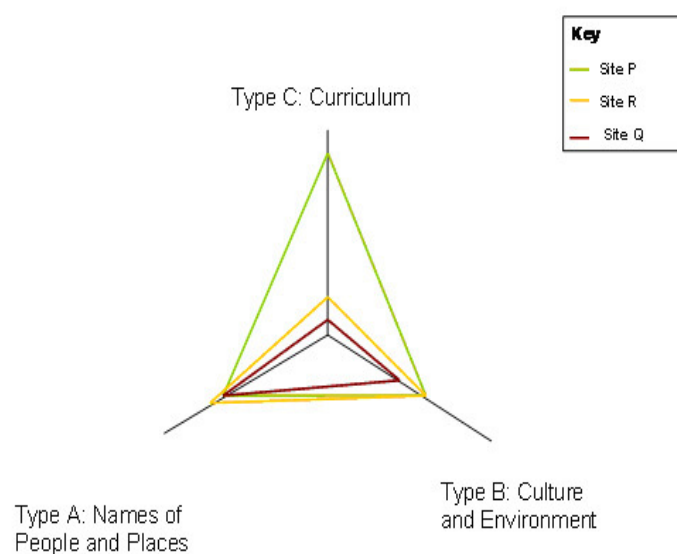 Key
Site P
Site R
Site Q
Type C: Curriculum
Type A: Names of
People and Places
Type B: Culture
and Environment